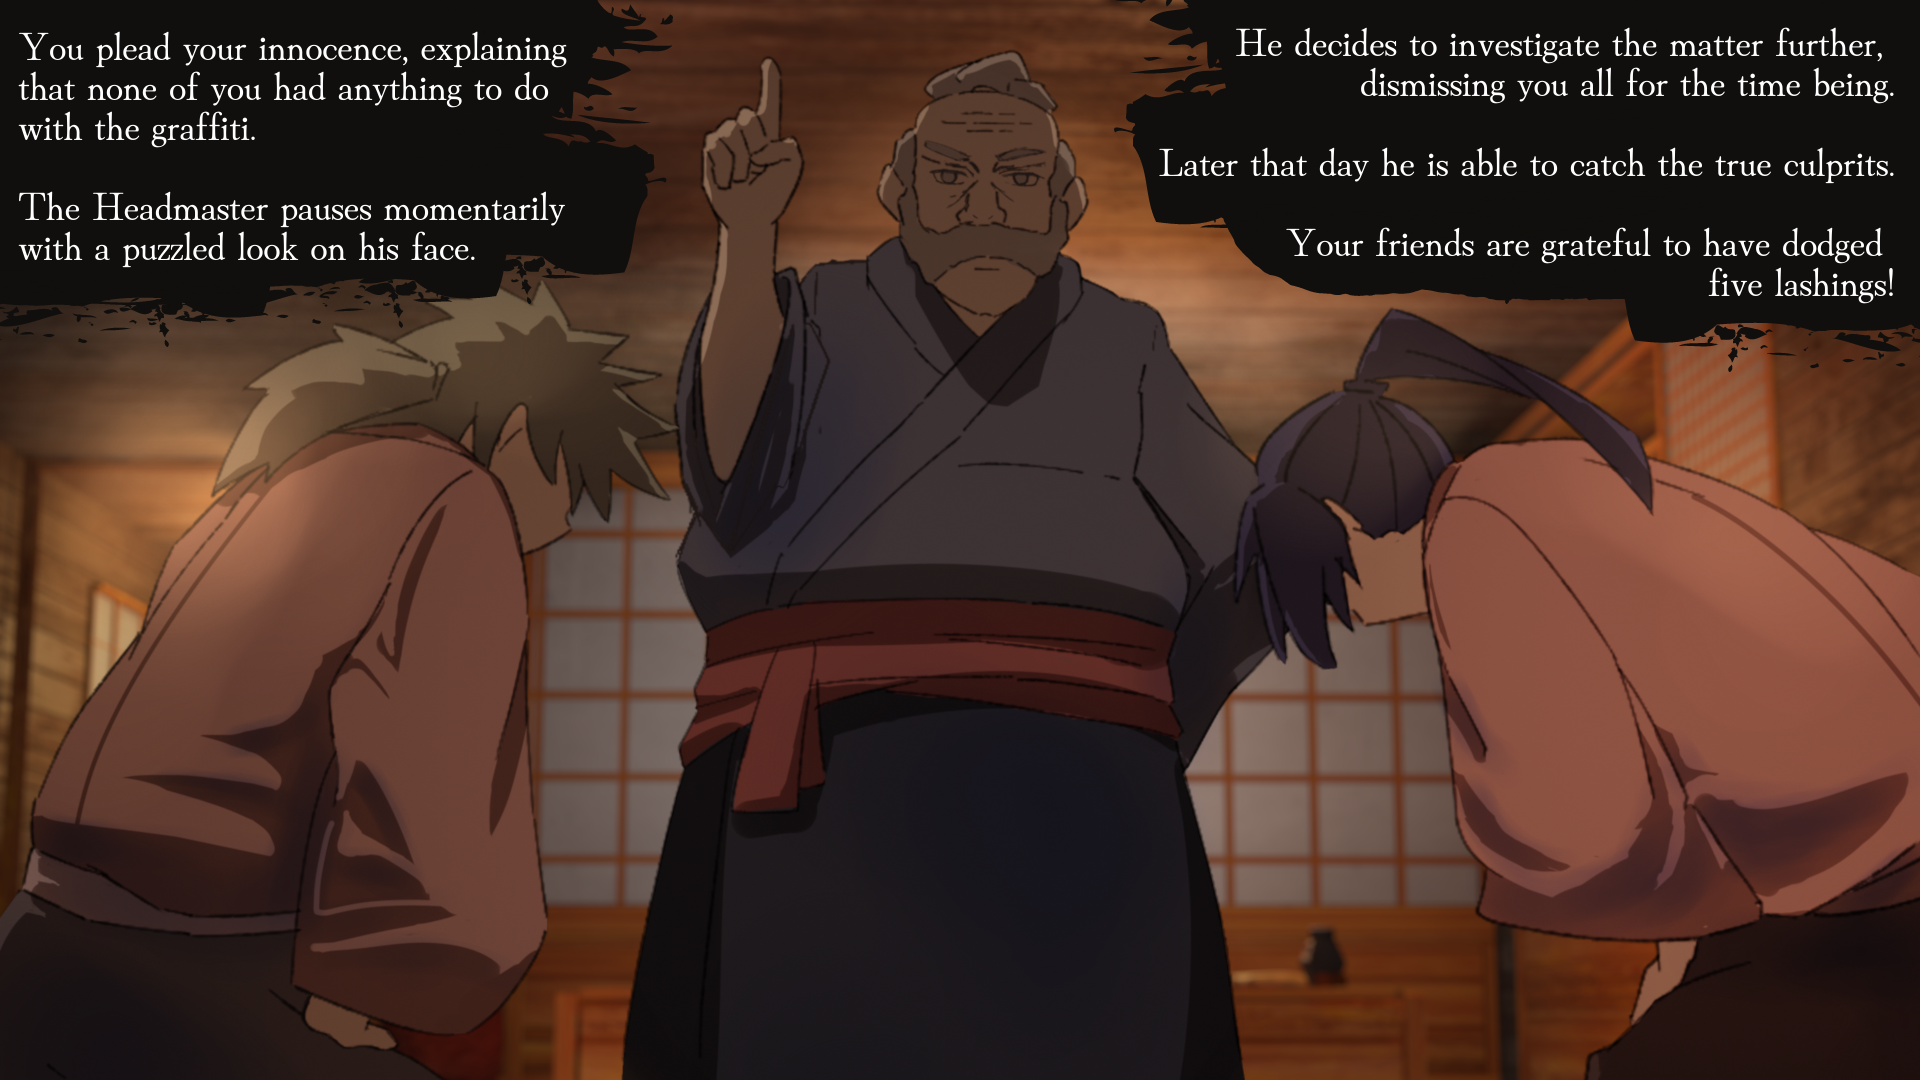 You plead your innocence, explaining
that none of you had anything to do
with the graffiti.
The Headmaster pauses momentarily
with a puzzled look on his face.
He decides to investigate the matter further,
dismissing you all for the time being.
Later that day he is able to catch the true culprits.
Your friends are grateful to have dodged
five lashings!